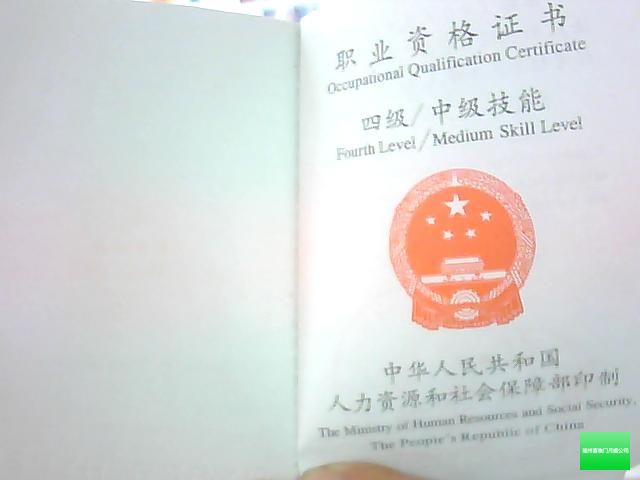 职业资格证书
Occupational Qualification Certificate
四级/中级技能
Fourth Level/Medium Skill Level
中华人民共和国
人力资源和社会保障部印制
The Ministry of Human Resources and Social Security,
The People's Republic of China